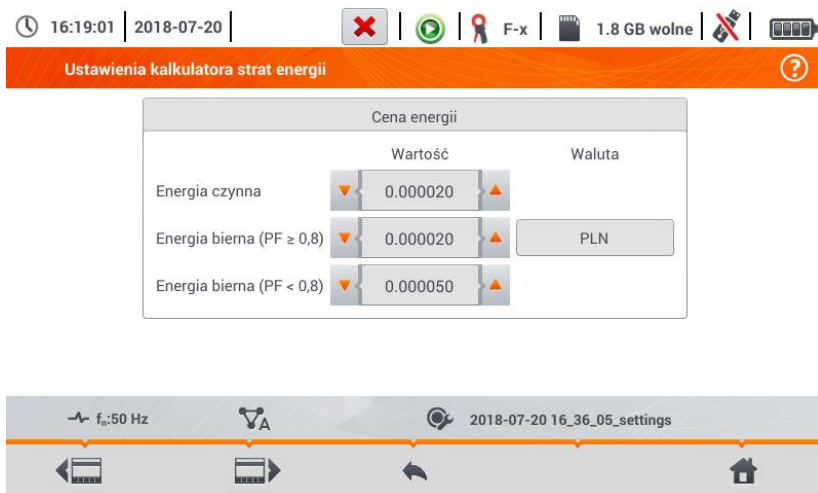 16:19:01 2018-07-20 F-x 1.8 GB wolne
Ustawienia kalkulatora strat energii ?
Cena energii
Wartość Waluta
Energia czynna 0.000020
Energia bierna (PF ≥ 0,8) 0.000020 PLN
Energia bierna (PF < 0,8) 0.000050
fn:50 Hz A 2018-07-20 16_36_05_settings